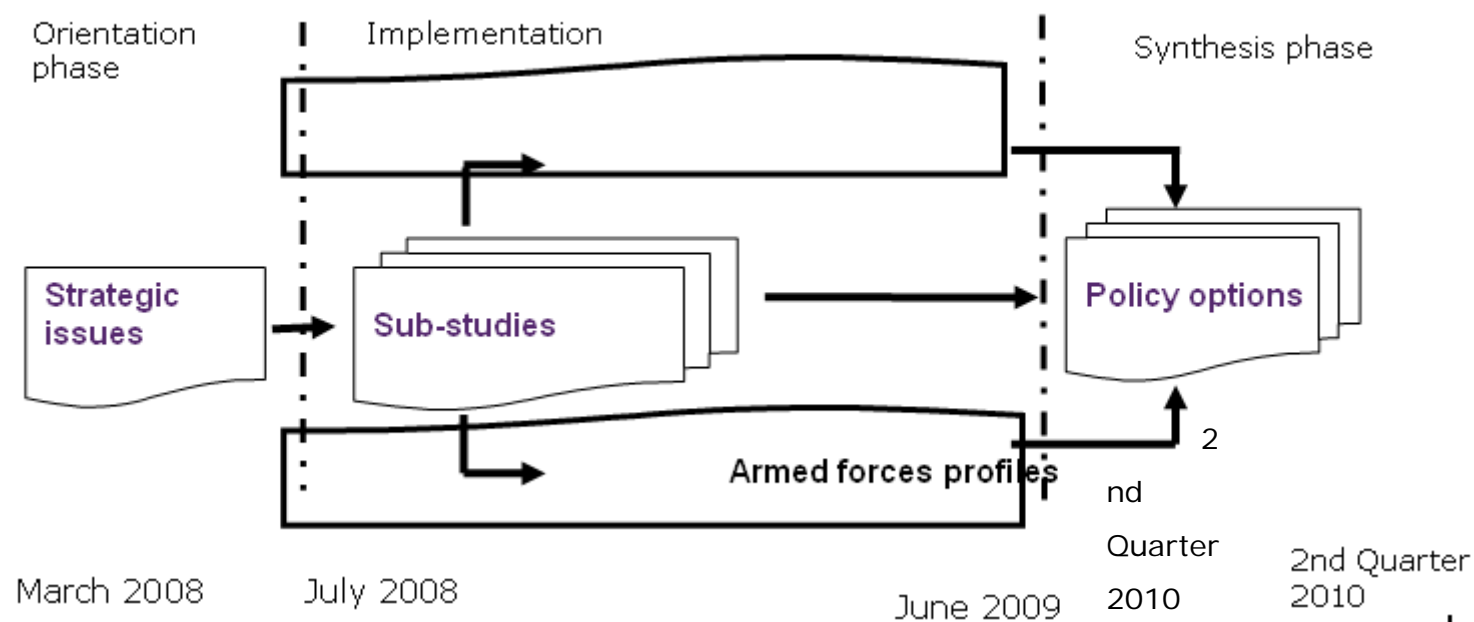 Orientation
phase
Implementation
Synthesis phase
Strategic
issues
Sub-studies
Policy options
Armed forces profiles
2
nd
Quarter
2010
March 2008
July 2008
June 2009
2nd Quarter
2010